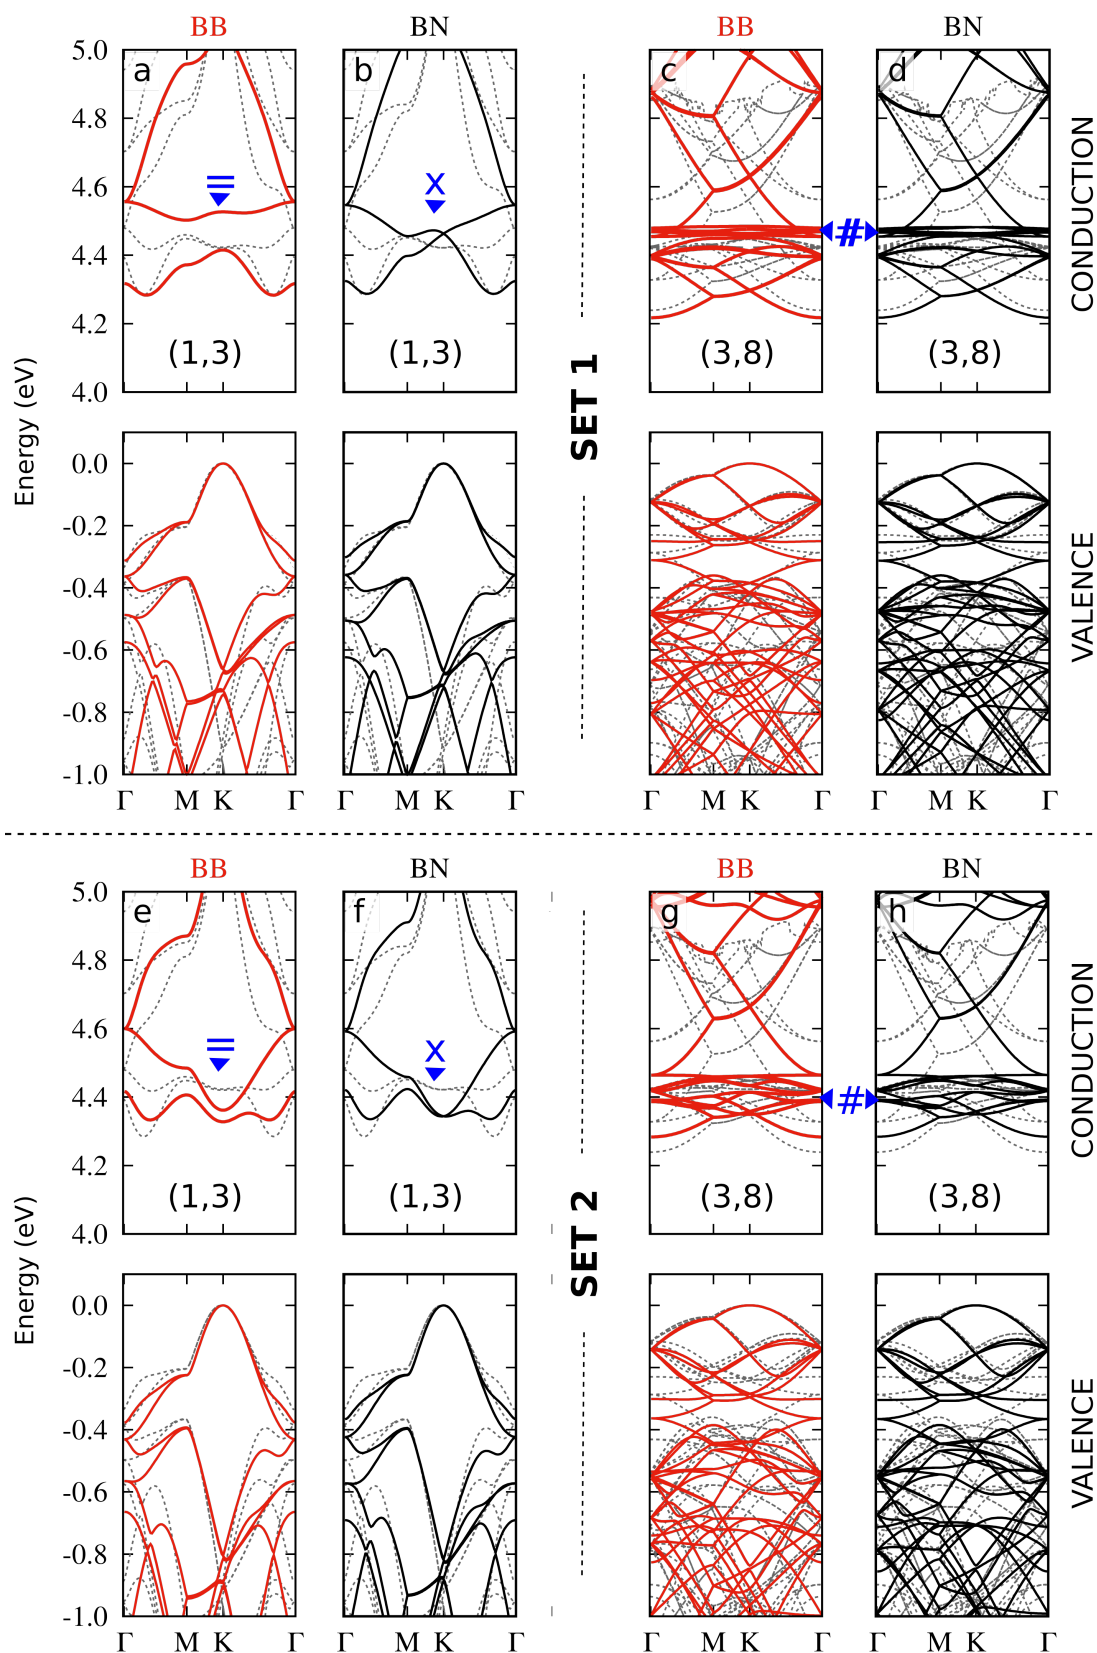 BB BN BB BN
a b c d
5.0
4.8
4.6
4.4
4.2
4.0
= x #
(1,3) (1,3) (3,8) (3,8)
CONDUCTION
Energy (eV)
SET 1
0.0
-0.2
-0.4
-0.6
-0.8
-1.0
VALENCE
Γ M K Γ Γ M K Γ Γ M K Γ Γ M K Γ
BB BN BB BN
e f g h
5.0
4.8
4.6
4.4
4.2
4.0
= x #
(1,3) (1,3) (3,8) (3,8)
CONDUCTION
Energy (eV)
SET 2
0.0
-0.2
-0.4
-0.6
-0.8
-1.0
VALENCE
Γ M K Γ Γ M K Γ Γ M K Γ Γ M K Γ